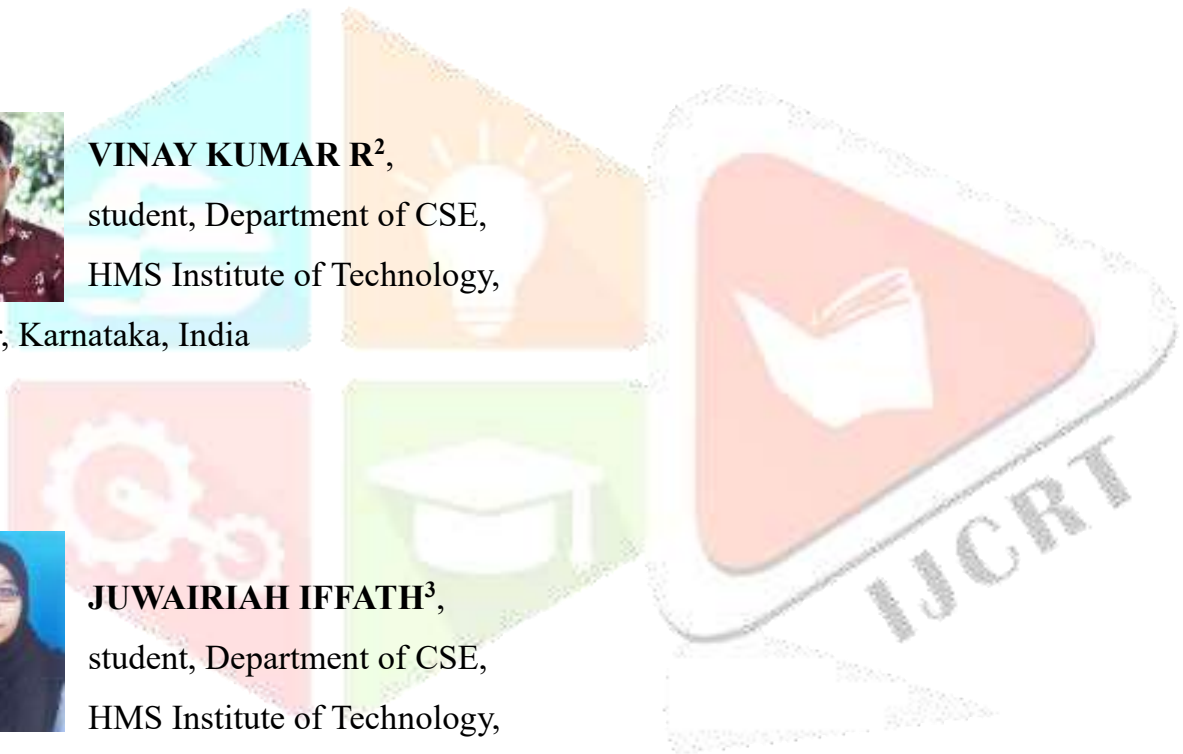 VINAY KUMAR R²,
student, Department of CSE,
HMS Institute of Technology,
, Karnataka, India
JUWAIRIAH IFFATH³,
student, Department of CSE,
HMS Institute of Technology,
IJCRT